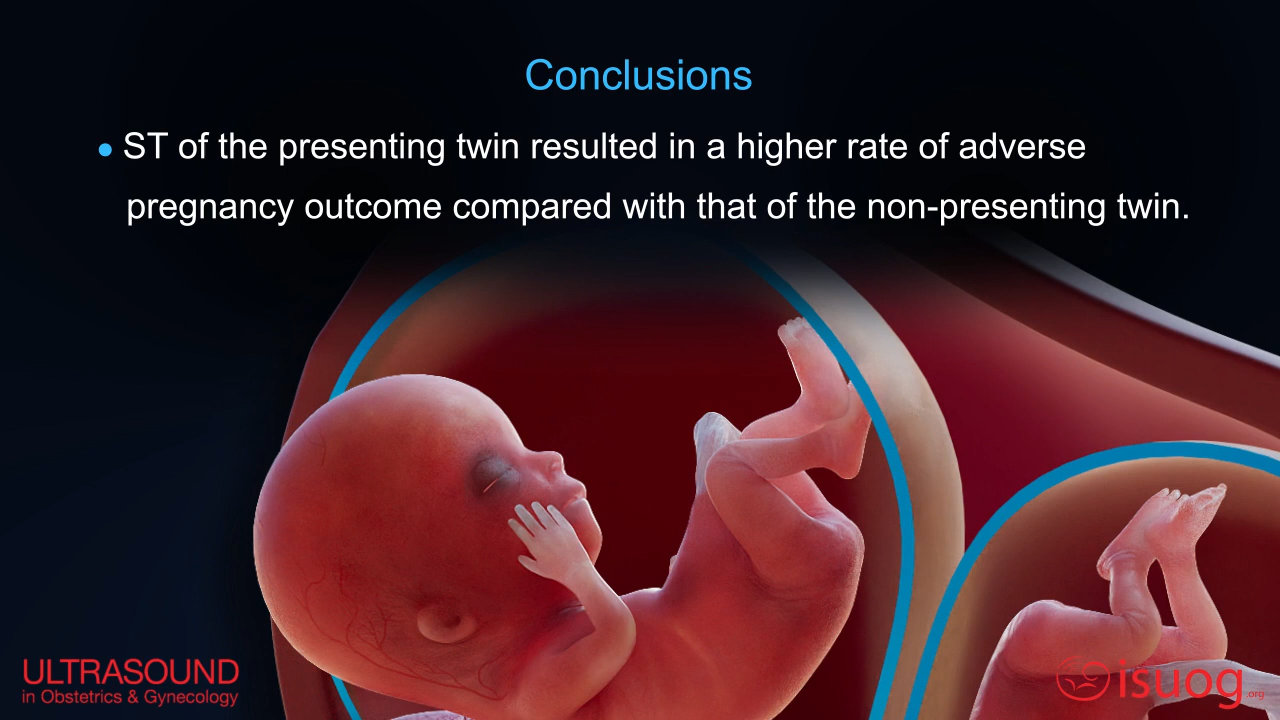 Conclusions
• ST of the presenting twin resulted in a higher rate of adverse
pregnancy outcome compared with that of the non-presenting twin.
ULTRASOUND
in Obstetrics & Gynecology
isuog.org